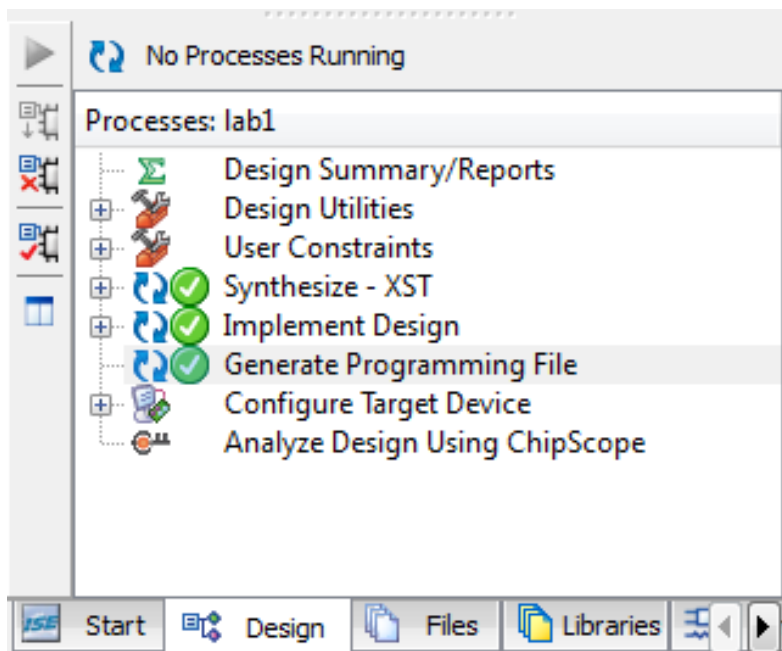 No Processes Running
Processes: lab1
Design Summary/Reports
Design Utilities
User Constraints
Synthesize - XST
Implement Design
Generate Programming File
Configure Target Device
Analyze Design Using ChipScope
ISE Start Design Files Libraries